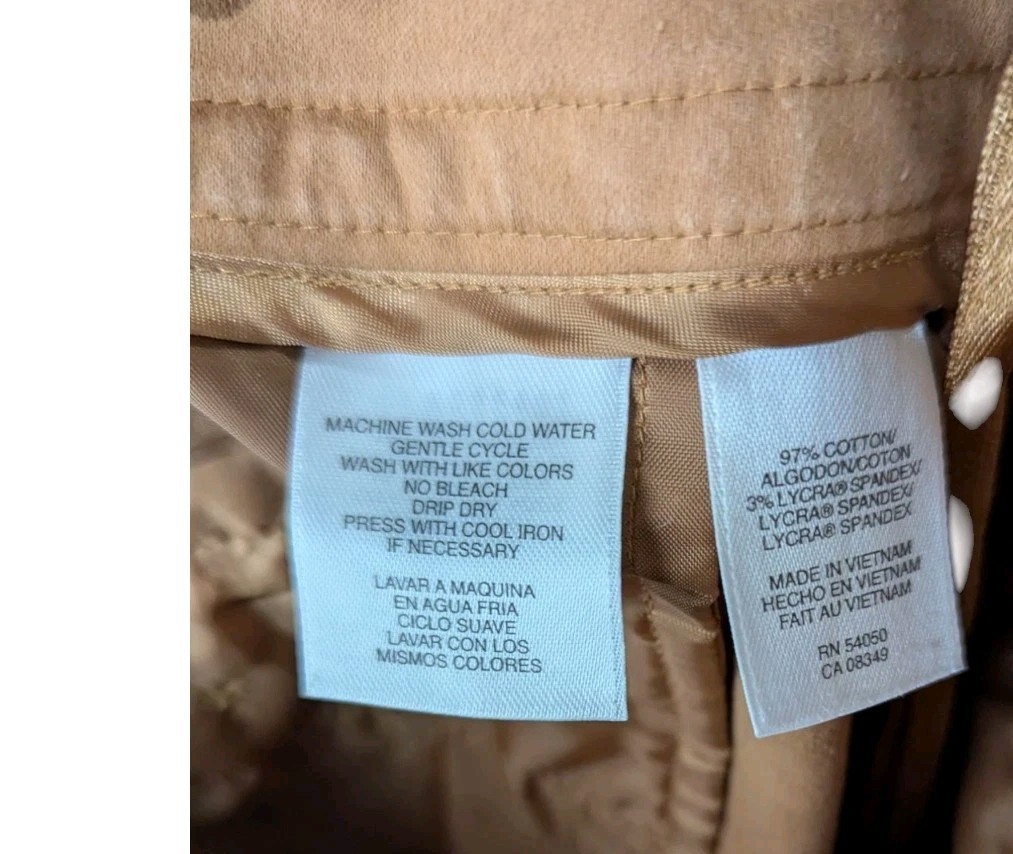 MACHINE WASH COLD WATER
GENTLE CYCLE
WASH WITH LIKE COLORS
NO BLEACH
DRIP DRY
PRESS WITH COOL IRON
IF NECESSARY
LAVAR A MAQUINA
EN AGUA FRIA
CICLO SUAVE
LAVAR CON LOS
MISMOS COLORES
97% COTTON/
ALGODON/COTON
3% LYCRA® SPANDEX/
LYCRA® SPANDEX/
LYCRA® SPANDEX
MADE IN VIETNAM
HECHO EN VIETNAM
FAIT AU VIETNAM
RN 54050
CA 08349